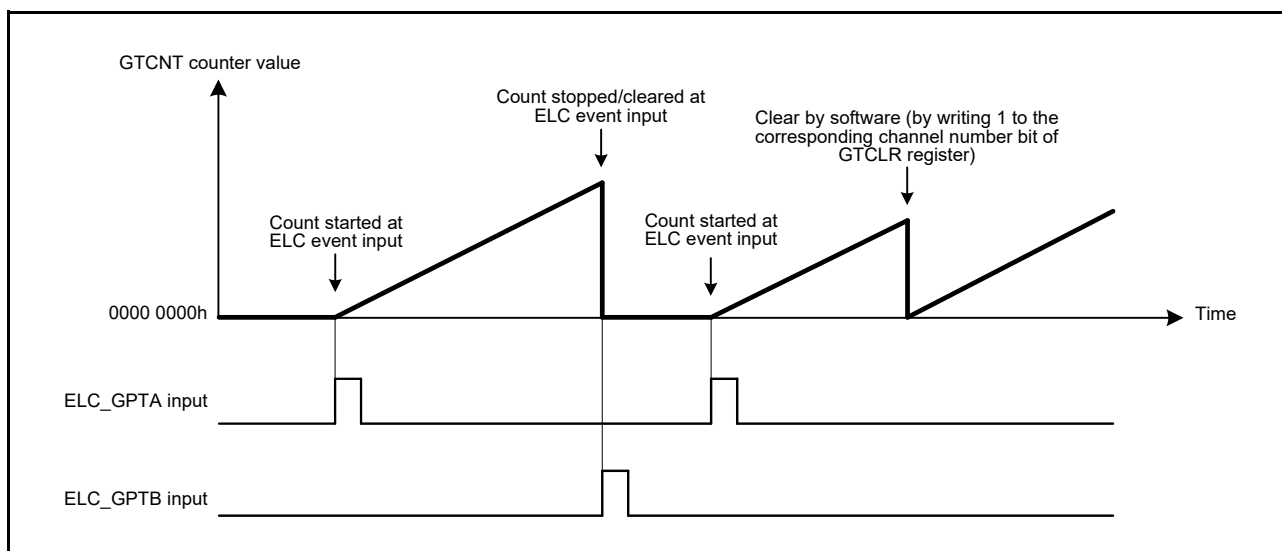 GTCNT counter value
Count stopped/cleared at
ELC event input
Clear by software (by writing 1 to the
corresponding channel number bit of
GTCLR register)
Count started at
ELC event input
Count started at
ELC event input
0000 0000h
Time
ELC_GPTA input
ELC_GPTB input